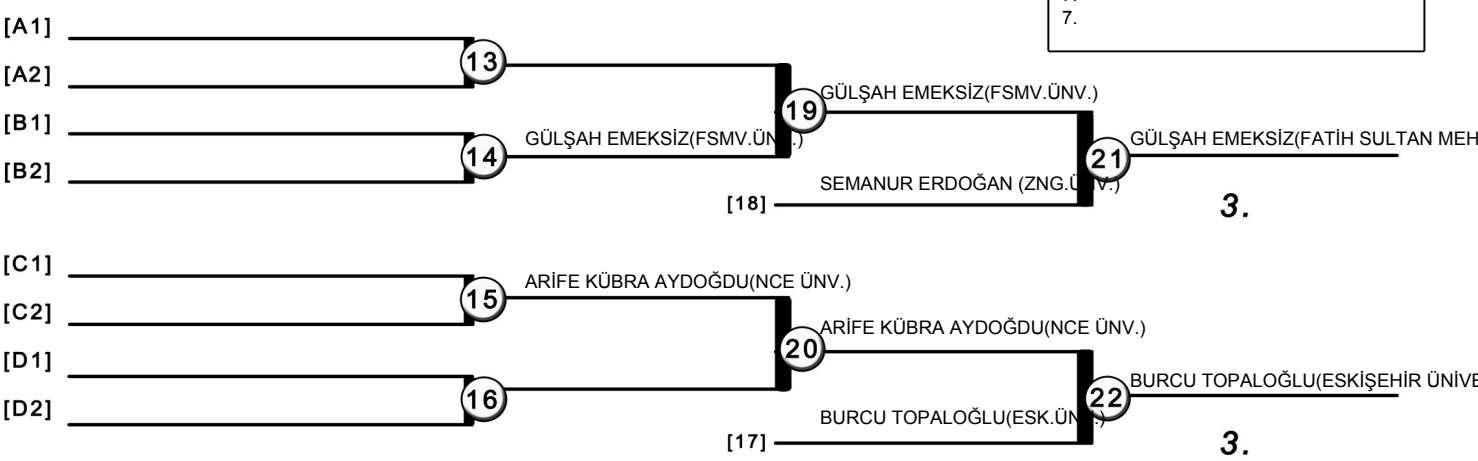 7.
[A1]
13
[A2]
GÜLŞAH EMEKSİZ(FSMV.ÜNV.)
19
[B1]
GÜLŞAH EMEKSİZ(FSMV.ÜN
.)
14
GÜLŞAH EMEKSİZ(FATİH SULTAN MEH
21
[B2]
SEMANUR ERDOĞAN (ZNG.ÜNV.)
[18]
3.
[C1]
ARİFE KÜBRA AYDOĞDU(NCE ÜNV.)
15
[C2]
ARİFE KÜBRA AYDOĞDU(NCE ÜNV.)
20
[D1]
BURCU TOPALOĞLU(ESKİŞEHİR ÜNİVE
22
16
[D2]
BURCU TOPALOĞLU(ESK.ÜN
.)
[17]
3.